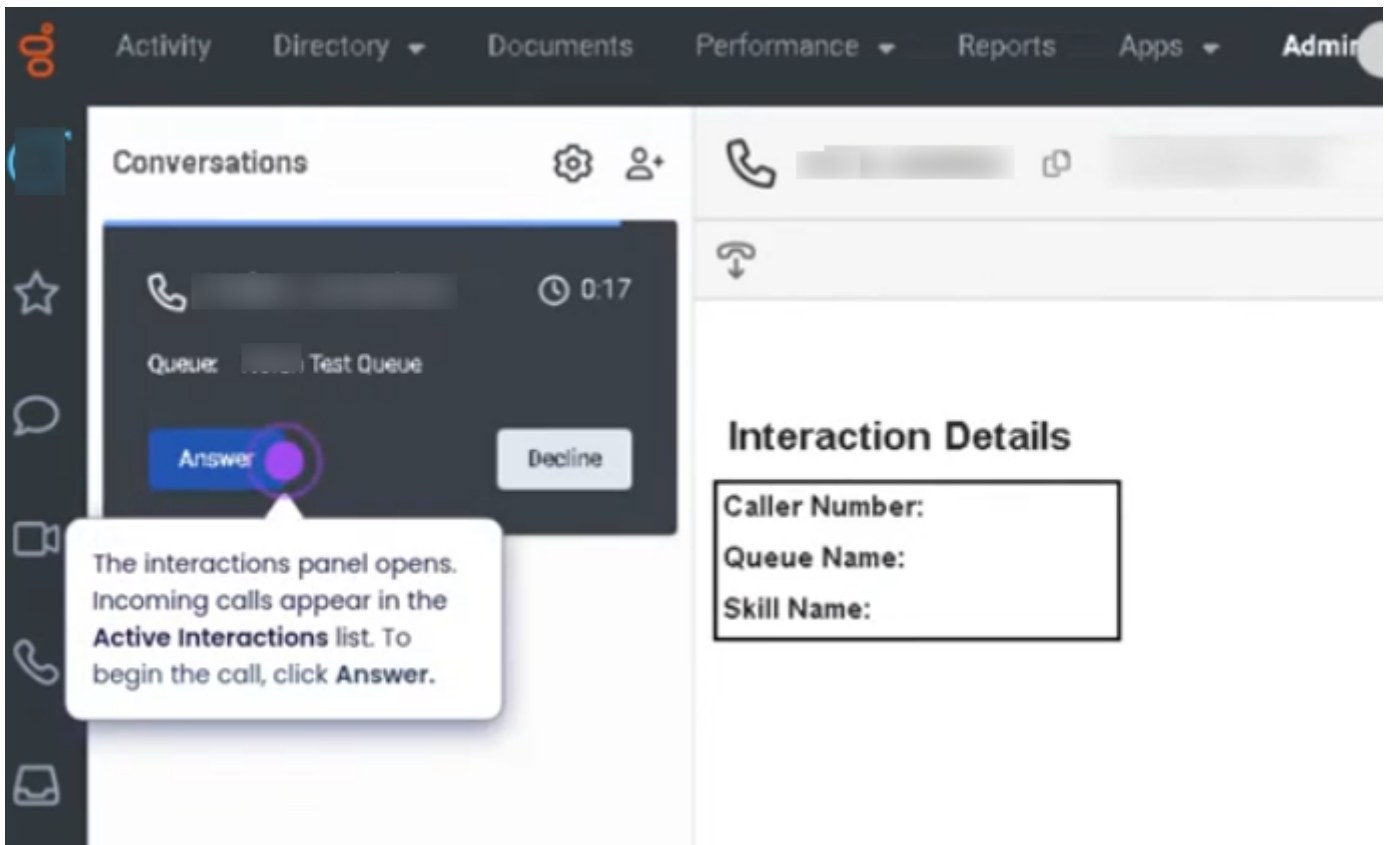 Activity Directory Documents Performance Reports Apps Admin
Conversations
0:17
Queue: Test Queue
Answer Decline
The interactions panel opens.
Incoming calls appear in the
Active Interactions list. To
begin the call, click Answer.
Interaction Details
Caller Number:
Queue Name:
Skill Name: